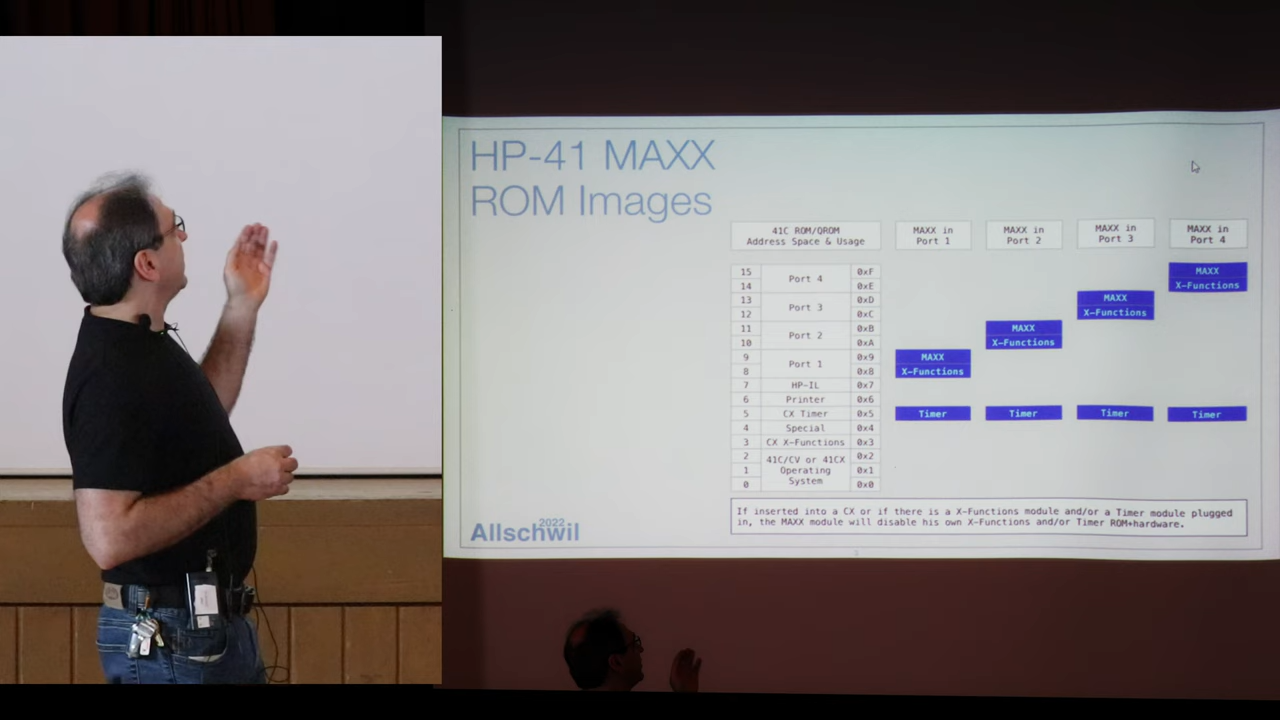 HP-41 MAXX
ROM Images
41C ROM/QROM
Address Space & Usage
MAXX in
Port 1
MAXX in
Port 2
MAXX in
Port 3
MAXX in
Port 4
15 Port 4 0xF
14 0xE
13 Port 3 0xD
12 0xC
11 Port 2 0xB
10 0xA
9 Port 1 0x9
8 0x8
7 HP-IL 0x7
6 Printer 0x6
5 CX Timer 0x5
4 Special 0x4
3 CX X-Functions 0x3
2 41C/CV or 41CX 0x2
1 Operating 0x1
0 System 0x0
MAXX
X-Functions
MAXX
X-Functions
MAXX
X-Functions
MAXX
X-Functions
Timer Timer Timer Timer
If inserted into a CX or if there is a X-Functions module and/or a Timer module plugged
in, the MAXX module will disable his own X-Functions and/or Timer ROM+hardware.
2022
Allschwil